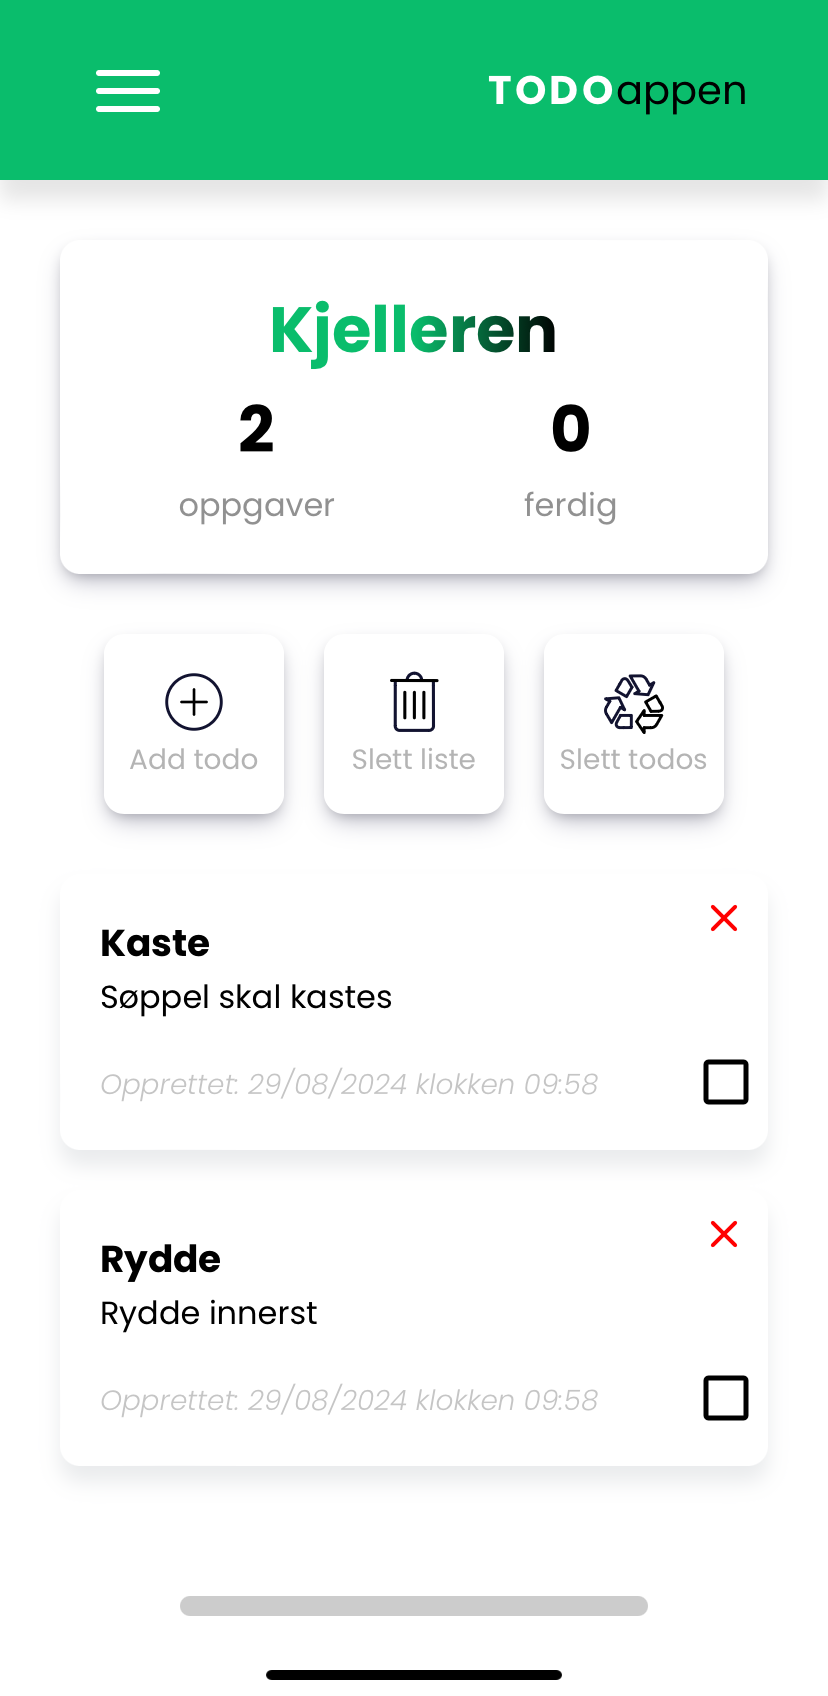 TODOappen
Kjelleren
2 0
oppgaver ferdig
Add todo Slett liste Slett todos
Kaste
Søppel skal kastes
Opprettet: 29/08/2024 klokken 09:58
Rydde
Rydde innerst
Opprettet: 29/08/2024 klokken 09:58